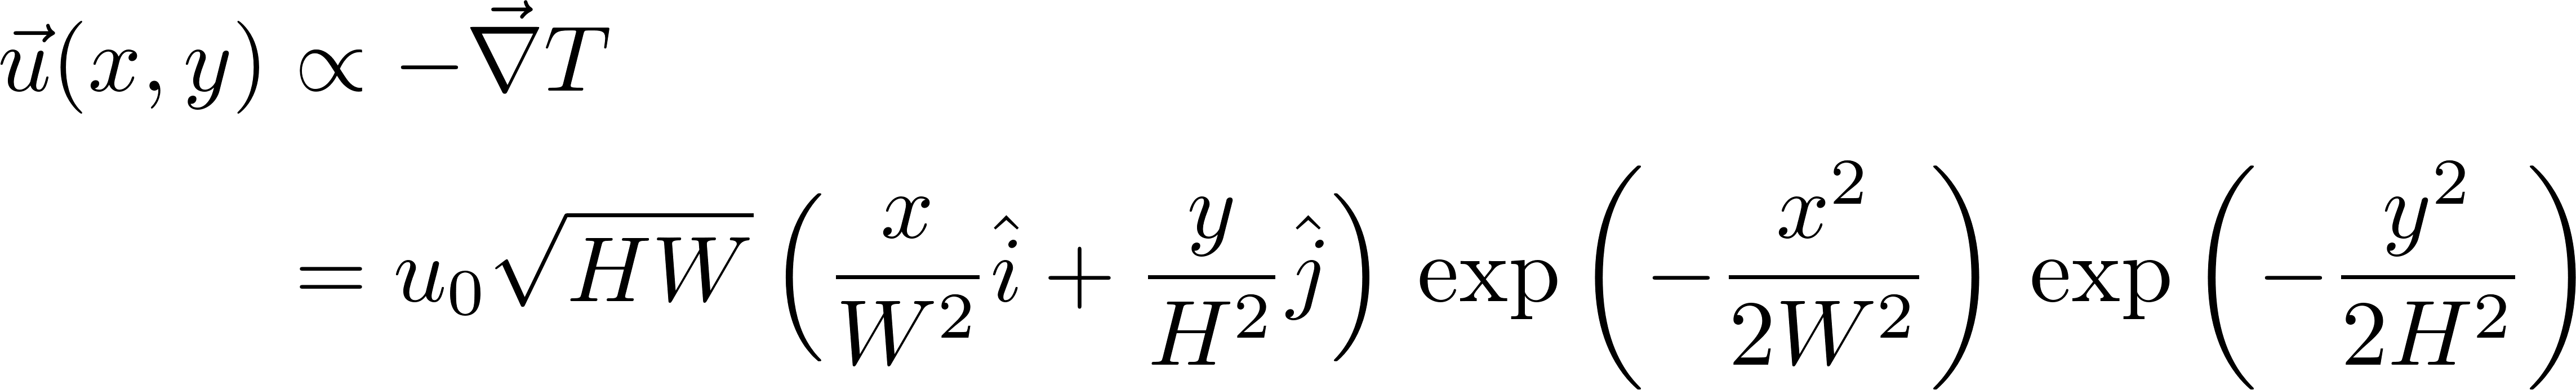 $\vec{u}(x, y) \propto -\vec{\nabla} T$
$= u_0 \sqrt{HW} \left( \frac{x}{W^2} \hat{i} + \frac{y}{H^2} \hat{j} \right) \exp \left( -\frac{x^2}{2W^2} \right) \exp \left( -\frac{y^2}{2H^2} \right)$